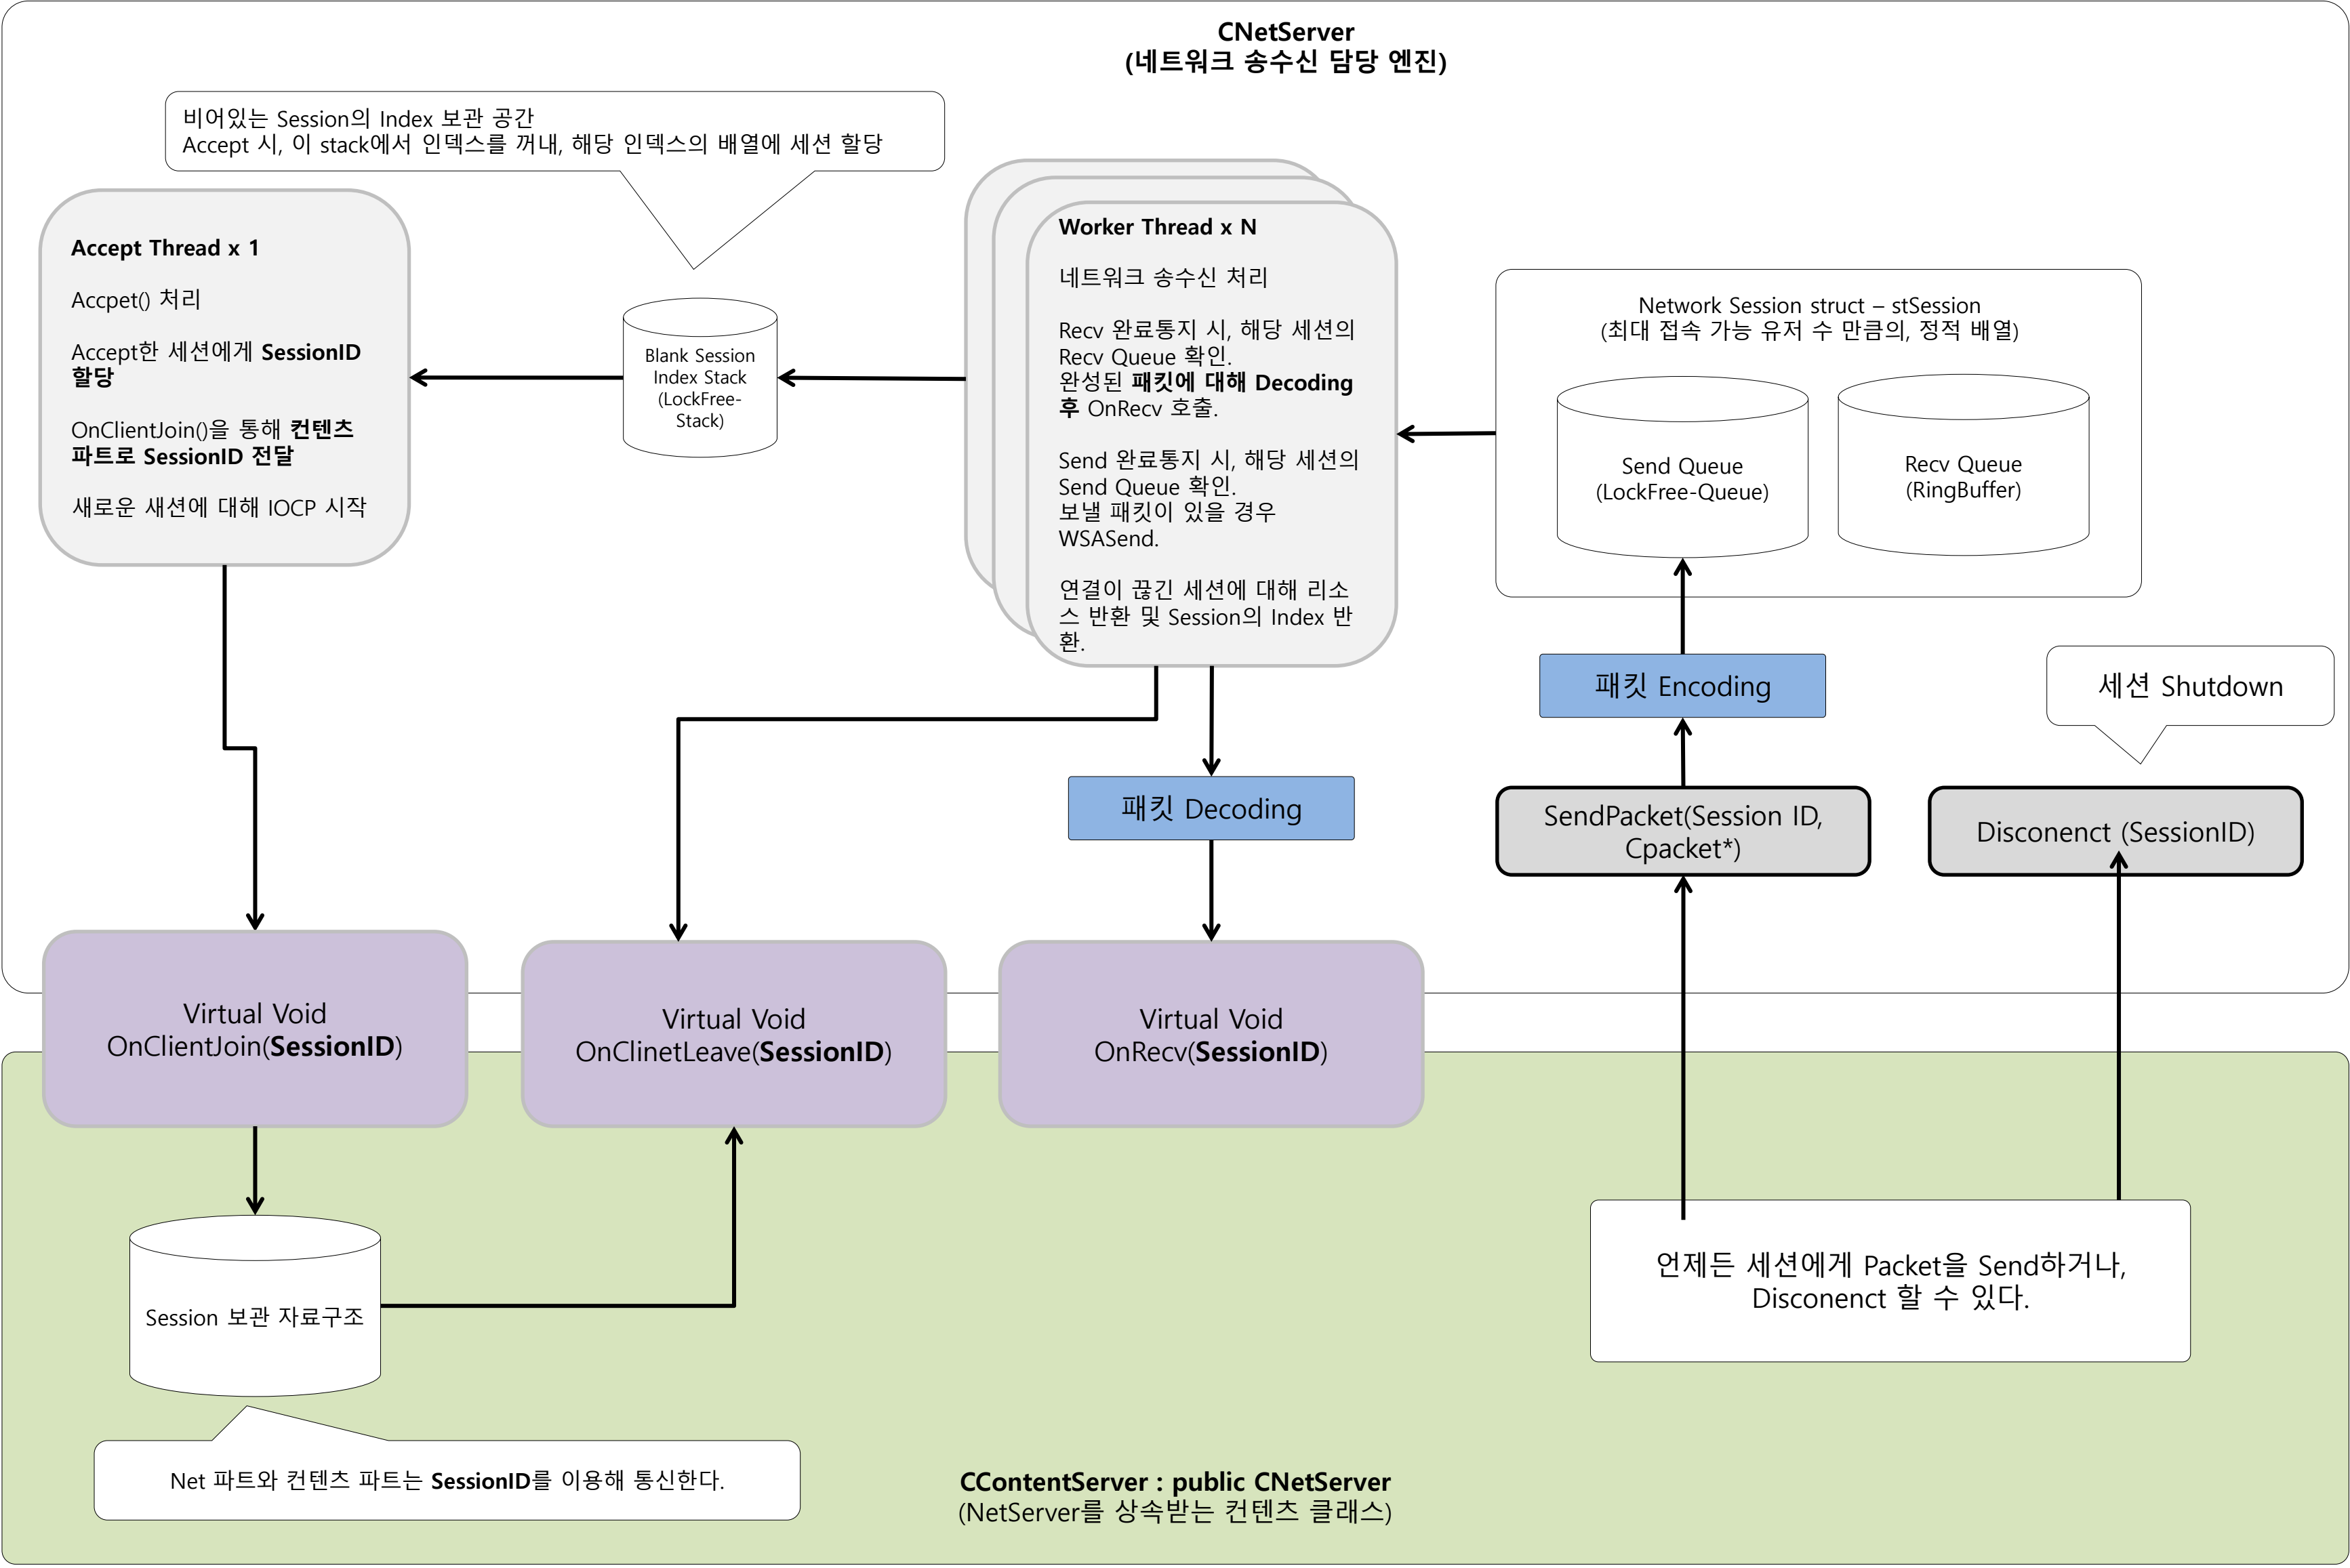 CNetServer
(네트워크 송수신 담당 엔진)
비어있는 Session의 Index 보관 공간
Accept 시, 이 stack에서 인덱스를 꺼내, 해당 인덱스의 배열에 세션 할당
Accept Thread x 1
Accpet() 처리
Accept한 세션에게 SessionID
할당
OnClientJoin()을 통해 컨텐츠
파트로 SessionID 전달
새로운 새션에 대해 IOCP 시작
Blank Session
Index Stack
(LockFree-
Stack)
Worker Thread x N
네트워크 송수신 처리
Recv 완료통지 시, 해당 세션의
Recv Queue 확인.
완성된 패킷에 대해 Decoding
후 OnRecv 호출.
Send 완료통지 시, 해당 세션의
Send Queue 확인.
보낼 패킷이 있을 경우
WSASend.
연결이 끊긴 세션에 대해 리소
스 반환 및 Session의 Index 반
환.
Network Session struct – stSession
(최대 접속 가능 유저 수 만큼의, 정적 배열)
Send Queue
(LockFree-Queue)
Recv Queue
(RingBuffer)
패킷 Encoding
세션 Shutdown
패킷 Decoding
SendPacket(Session ID,
Cpacket*)
Disconenct (SessionID)
Virtual Void
OnClientJoin(SessionID)
Virtual Void
OnClinetLeave(SessionID)
Virtual Void
OnRecv(SessionID)
Session 보관 자료구조
언제든 세션에게 Packet을 Send하거나,
Disconenct 할 수 있다.
Net 파트와 컨텐츠 파트는 SessionID를 이용해 통신한다.
CContentServer : public CNetServer
(NetServer를 상속받는 컨텐츠 클래스)